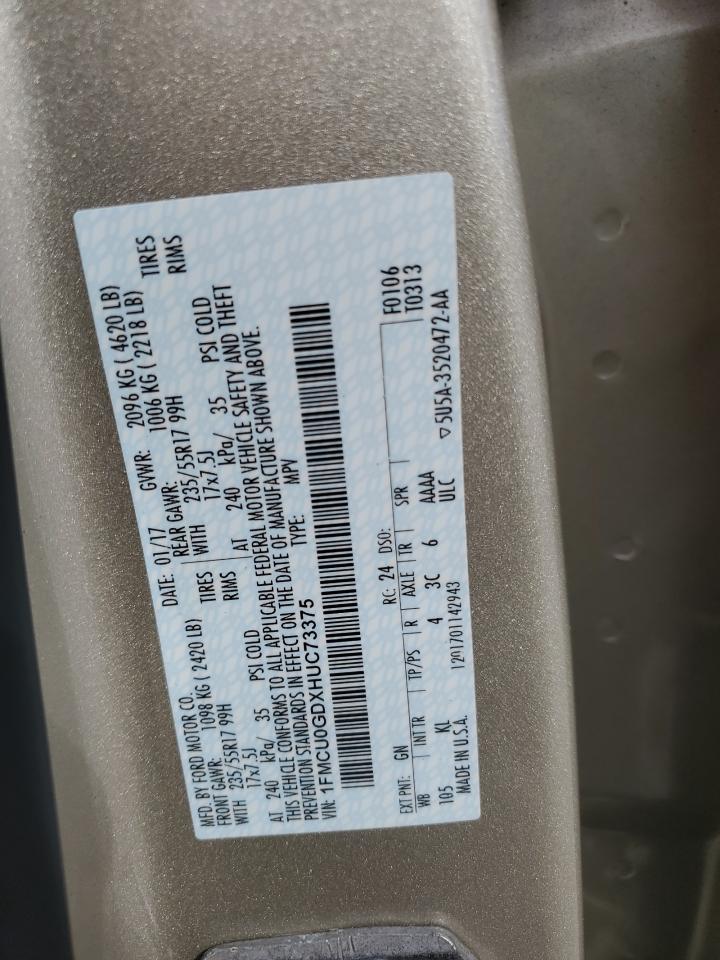 MFD. BY FORD MOTOR CO. DATE: 01/17 GVWR: 2096 KG ( 4620 LB)
FRONT GAWR: 1098 KG ( 2420 LB) REAR GAWR: 1006 KG ( 2218 LB)
WITH 235/55R17 99H TIRES WITH 235/55R17 99H TIRES
17x7.5J RIMS 17x7.5J RIMS
AT 240 kPa/ 35 PSI COLD AT 240 kPa/ 35 PSI COLD
THIS VEHICLE CONFORMS TO ALL APPLICABLE FEDERAL MOTOR VEHICLE SAFETY AND THEFT
PREVENTION STANDARDS IN EFFECT ON THE DATE OF MANUFACTURE SHOWN ABOVE.
VIN: 1FMCU0GDXHUC73375 TYPE: MPV
EXT PNT: GN RC: 24 DSO: F0106
WB INT TR TP/PS R AXLE TR SPR T0313
105 KL 4 3C 6 AAAA ▽5U5A-3520472-AA
MADE IN U.S.A. 1201701142943 ULC